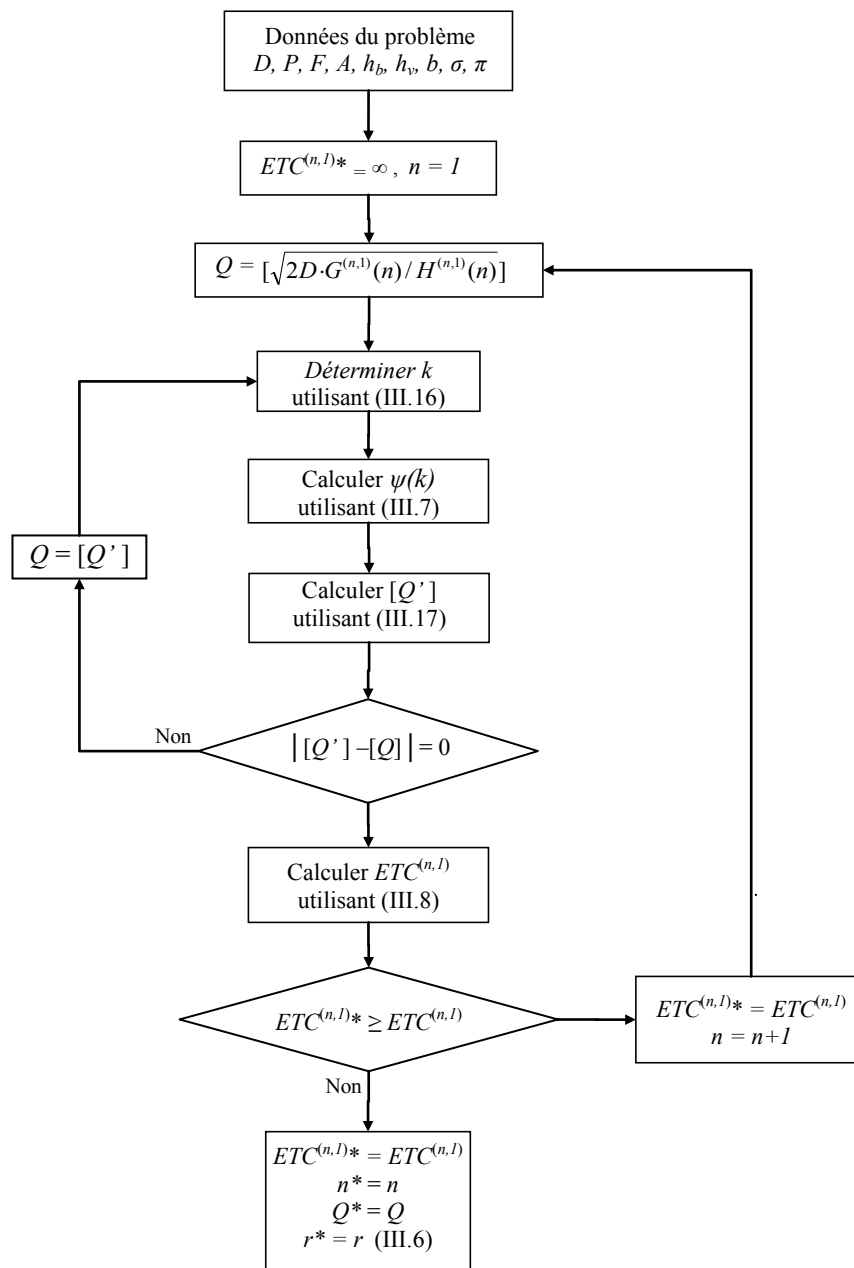 Données du problème
D, P, F, A, h_b, h_v, b, σ, π
ETC^(n,1)* = ∞ , n = 1
Q = [√2D·G^(n,1)(n) / H^(n,1)(n)]
Déterminer k
utilisant (III.16)
Calculer ψ(k)
utilisant (III.7)
Q = [Q’ ]
Calculer [Q’ ]
utilisant (III.17)
Non
| [Q’ ] –[Q] | = 0
Calculer ETC^(n,1)
utilisant (III.8)
ETC^(n,1)* ≥ ETC^(n,1)
ETC^(n,1)* = ETC^(n,1)
n = n+1
Non
ETC^(n,1)* = ETC^(n,1)
n* = n
Q* = Q
r* = r (III.6)